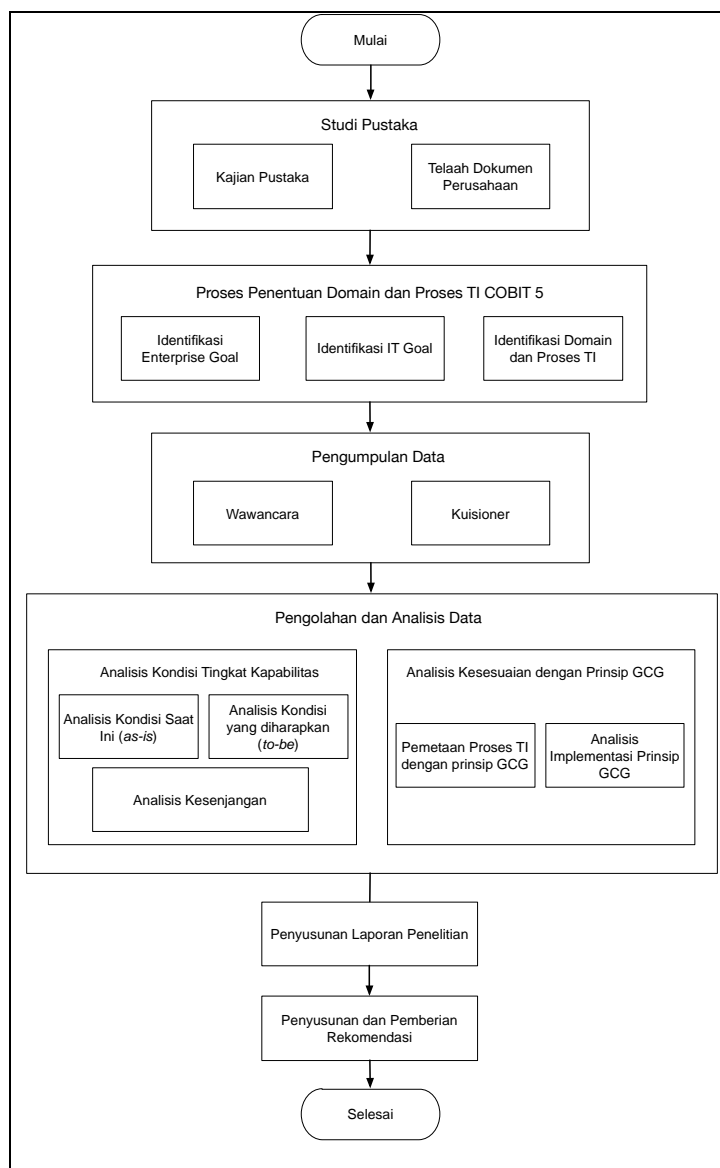 Mulai
Studi Pustaka
Kajian Pustaka
Telaah Dokumen
Perusahaan
Proses Penentuan Domain dan Proses TI COBIT 5
Identifikasi
Enterprise Goal
Identifikasi IT Goal
Identifikasi Domain
dan Proses TI
Pengumpulan Data
Wawancara
Kuisioner
Pengolahan dan Analisis Data
Analisis Kondisi Tingkat Kapabilitas
Analisis Kondisi Saat
Ini (as-is)
Analisis Kondisi
yang diharapkan
(to-be)
Analisis Kesenjangan
Analisis Kesesuaian dengan Prinsip GCG
Pemetaan Proses TI
dengan prinsip GCG
Analisis
Implementasi Prinsip
GCG
Penyusunan Laporan Penelitian
Penyusunan dan Pemberian
Rekomendasi
Selesai